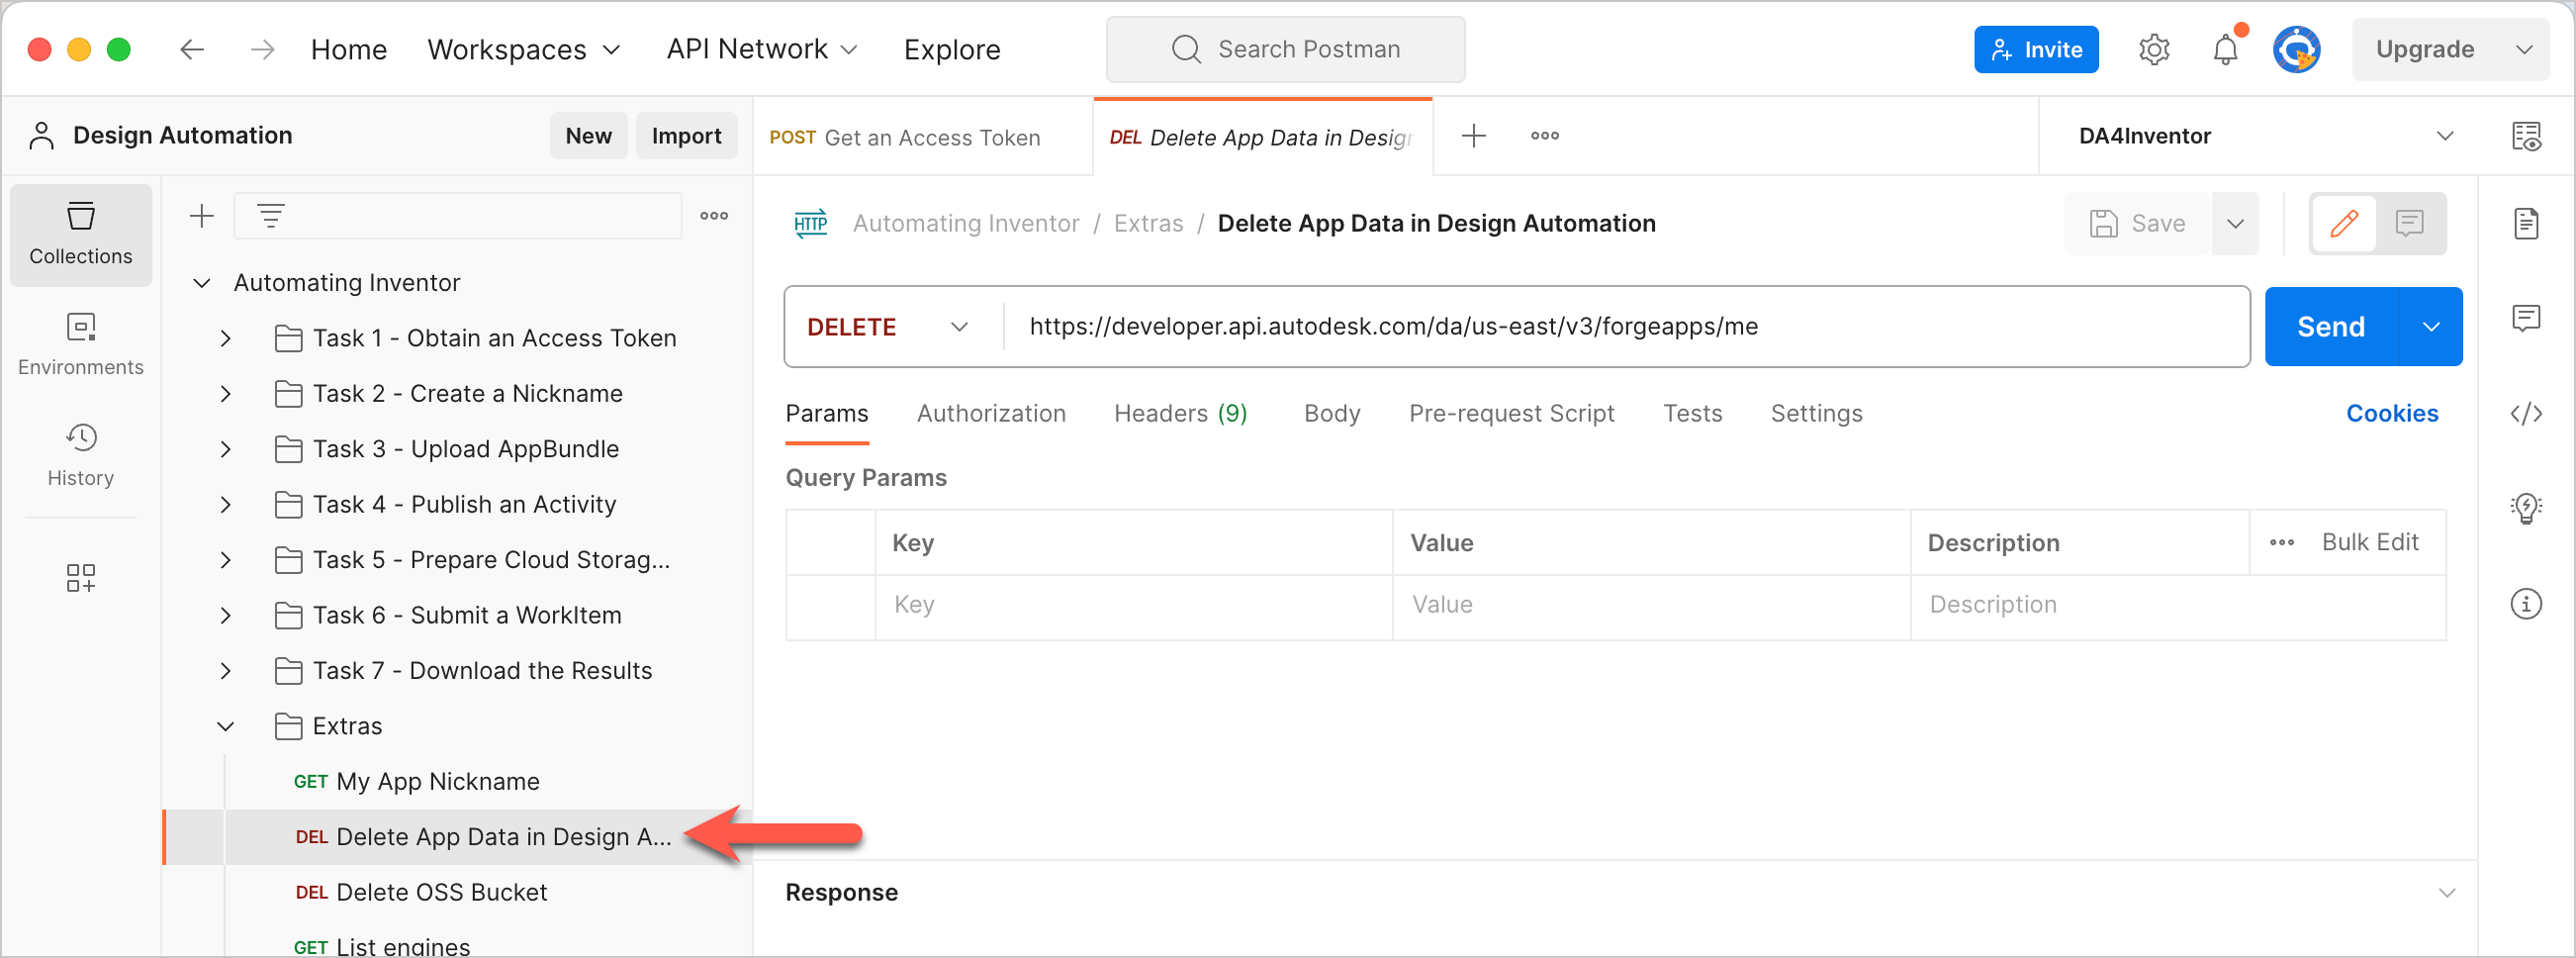 Home Workspaces API Network Explore Search Postman Invite Upgrade
Design Automation New Import
POST Get an Access Token DEL Delete App Data in Desig
DA4Inventor
Collections
Environments
History
Automating Inventor
Task 1 - Obtain an Access Token
Task 2 - Create a Nickname
Task 3 - Upload AppBundle
Task 4 - Publish an Activity
Task 5 - Prepare Cloud Storag...
Task 6 - Submit a WorkItem
Task 7 - Download the Results
Extras
GET My App Nickname
DEL Delete App Data in Design A...
DEL Delete OSS Bucket
GET List engines
HTTP Automating Inventor / Extras / Delete App Data in Design Automation Save
DELETE https://developer.api.autodesk.com/da/us-east/v3/forgeapps/me Send
Params Authorization Headers (9) Body Pre-request Script Tests Settings Cookies
Query Params
Key Value Description Bulk Edit
Key Value Description
Response